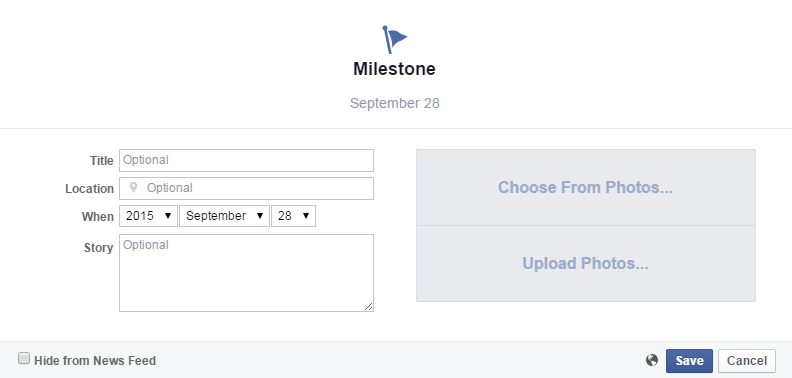 Milestone
September 28
Title Optional
Location Optional
When 2015 September 28
Story Optional
Choose From Photos...
Upload Photos...
Hide from News Feed Save Cancel